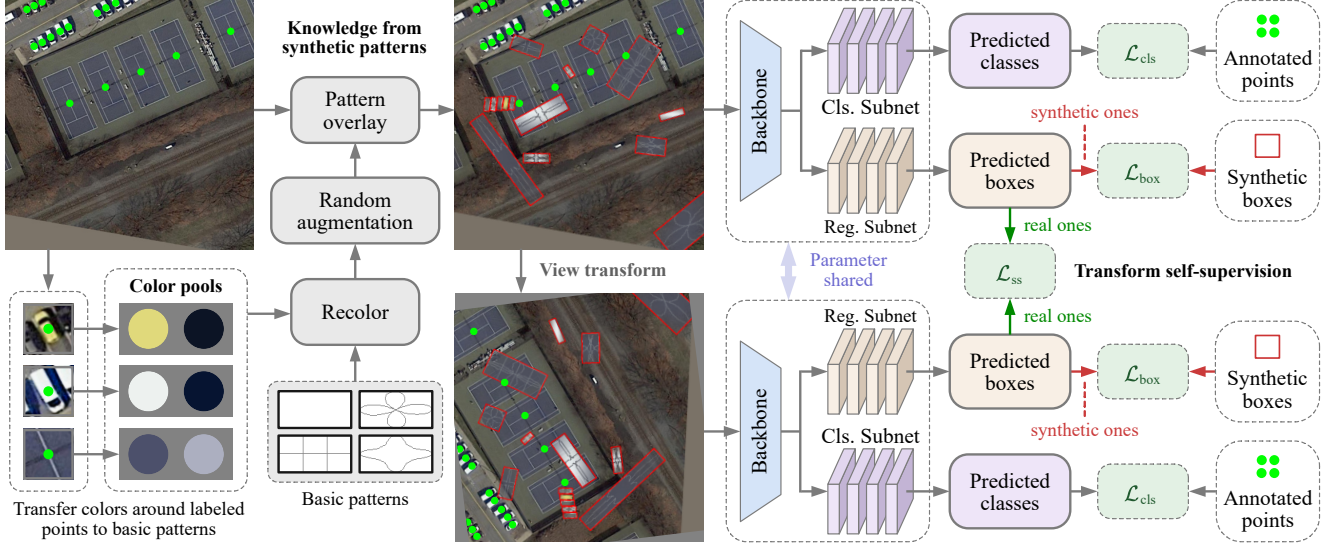 Knowledge from
synthetic patterns
Pattern
overlay
Random
augmentation
Recolor
Color pools
Transfer colors around labeled
points to basic patterns
Basic patterns
View transform
Backbone
Cls. Subnet
Reg. Subnet
Predicted
classes
ℒcls
Annotated
points
synthetic ones
Predicted
boxes
ℒbox
Synthetic
boxes
real ones
Parameter
shared
ℒss
Transform self-supervision
real ones
Backbone
Reg. Subnet
Cls. Subnet
Predicted
boxes
ℒbox
Synthetic
boxes
synthetic ones
Predicted
classes
ℒcls
Annotated
points